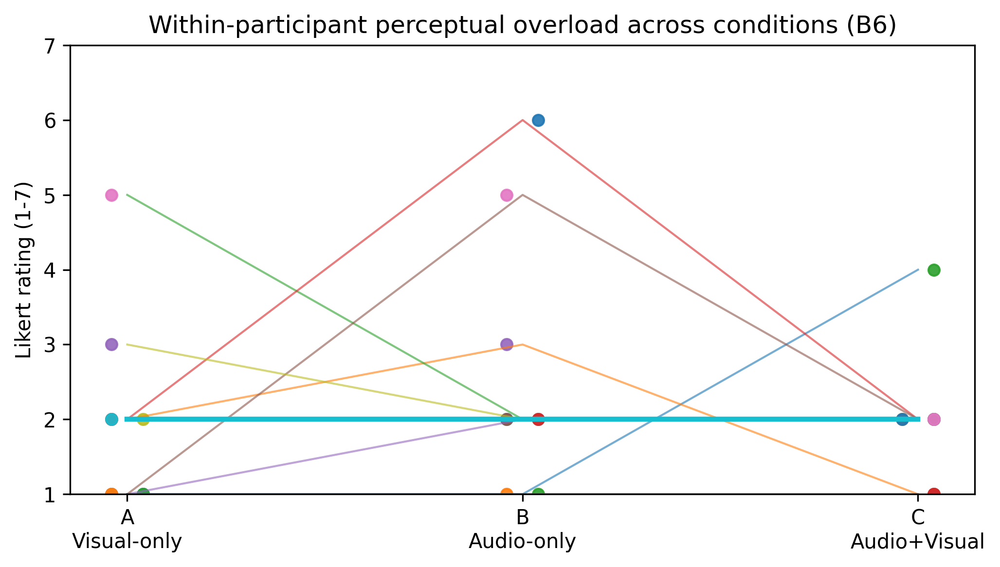 Within-participant perceptual overload across conditions (B6)
Likert rating (1-7)
7
6
5
4
3
2
1
A
Visual-only
B
Audio-only
C
Audio+Visual